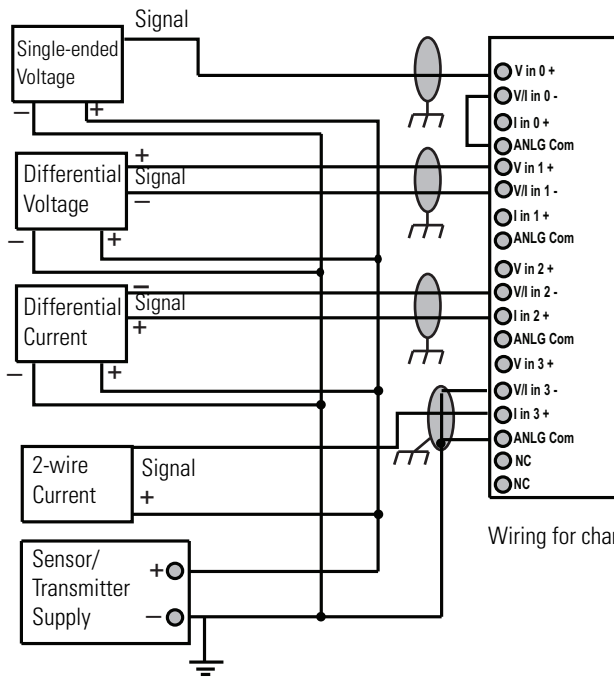 Signal
Single-ended
Voltage
− +
Differential
Voltage
+
Signal
−
− +
Differential
Current
−
Signal
+
− +
2-wire
Current
Signal
+
Sensor/
Transmitter
Supply
+
−
V in 0 +
V/I in 0 -
I in 0 +
ANLG Com
V in 1 +
V/I in 1 -
I in 1 +
ANLG Com
V in 2 +
V/I in 2 -
I in 2 +
ANLG Com
V in 3 +
V/I in 3 -
I in 3 +
ANLG Com
NC
NC
Wiring for char